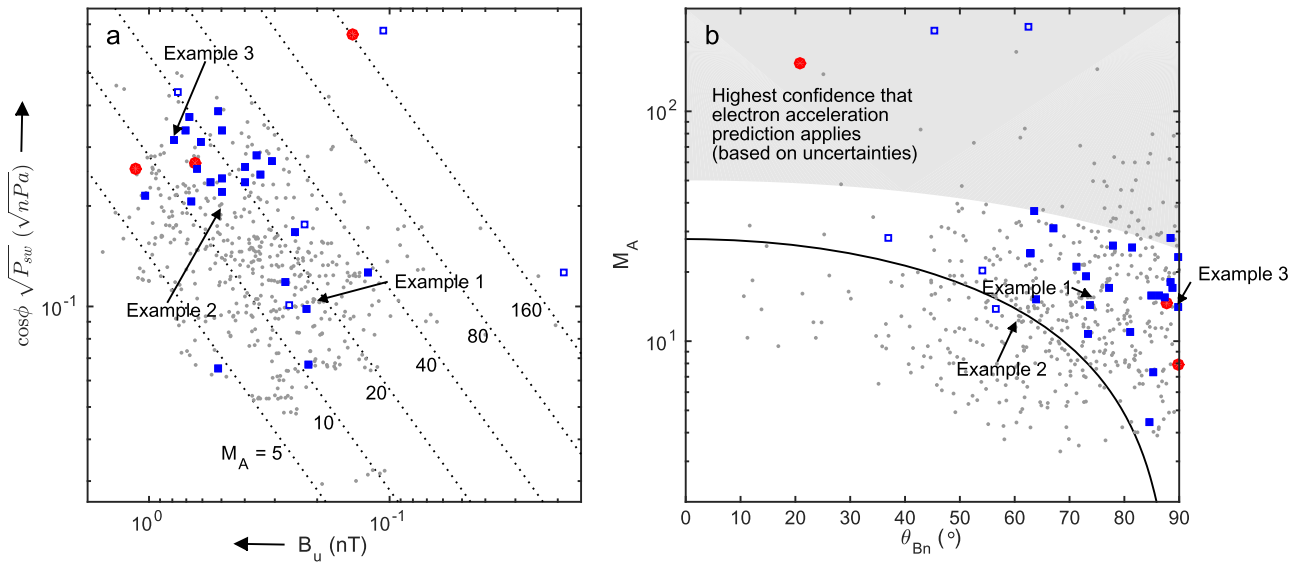 a
Example 3
Example 2
Example 1
M_A = 5
10
20
40
80
160
10^-1
10^0
10^-1
B_u (nT)
cosϕ √P_sw (√nPa)
b
Highest confidence that
electron acceleration
prediction applies
(based on uncertainties)
Example 3
Example 1
Example 2
10^2
10^1
M_A
0 10 20 30 40 50 60 70 80 90
θ_Bn (°)